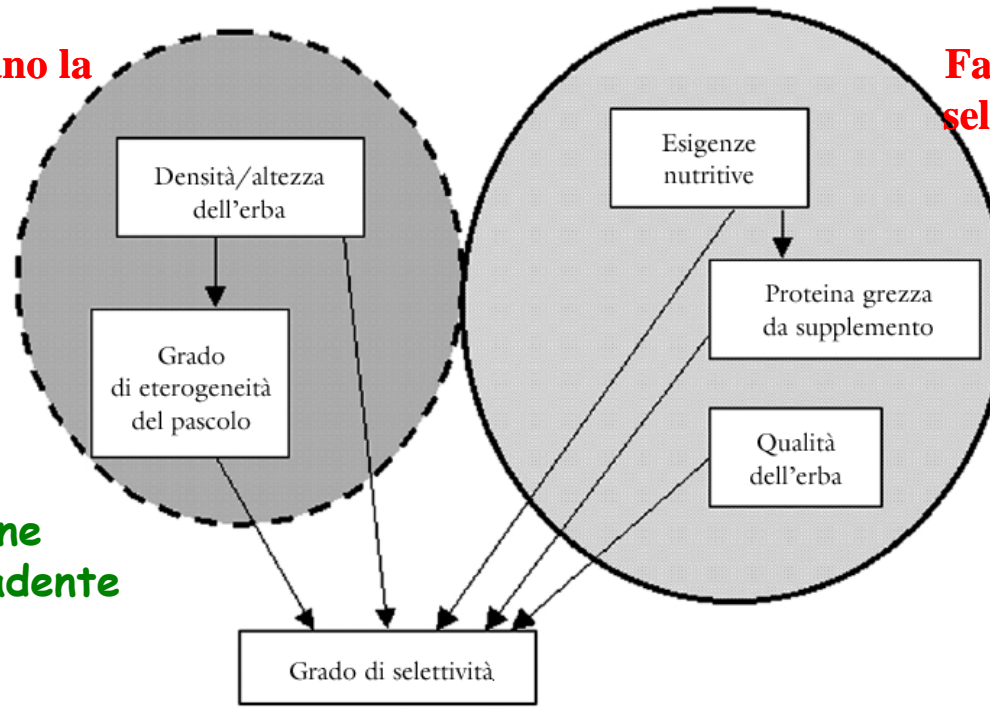 ano la
Fa
sel
Densità/altezza
dell'erba
Grado
di eterogeneità
del pascolo
Esigenze
nutritive
Proteina grezza
da supplemento
Qualità
dell'erba
ne
dente
Grado di selettività